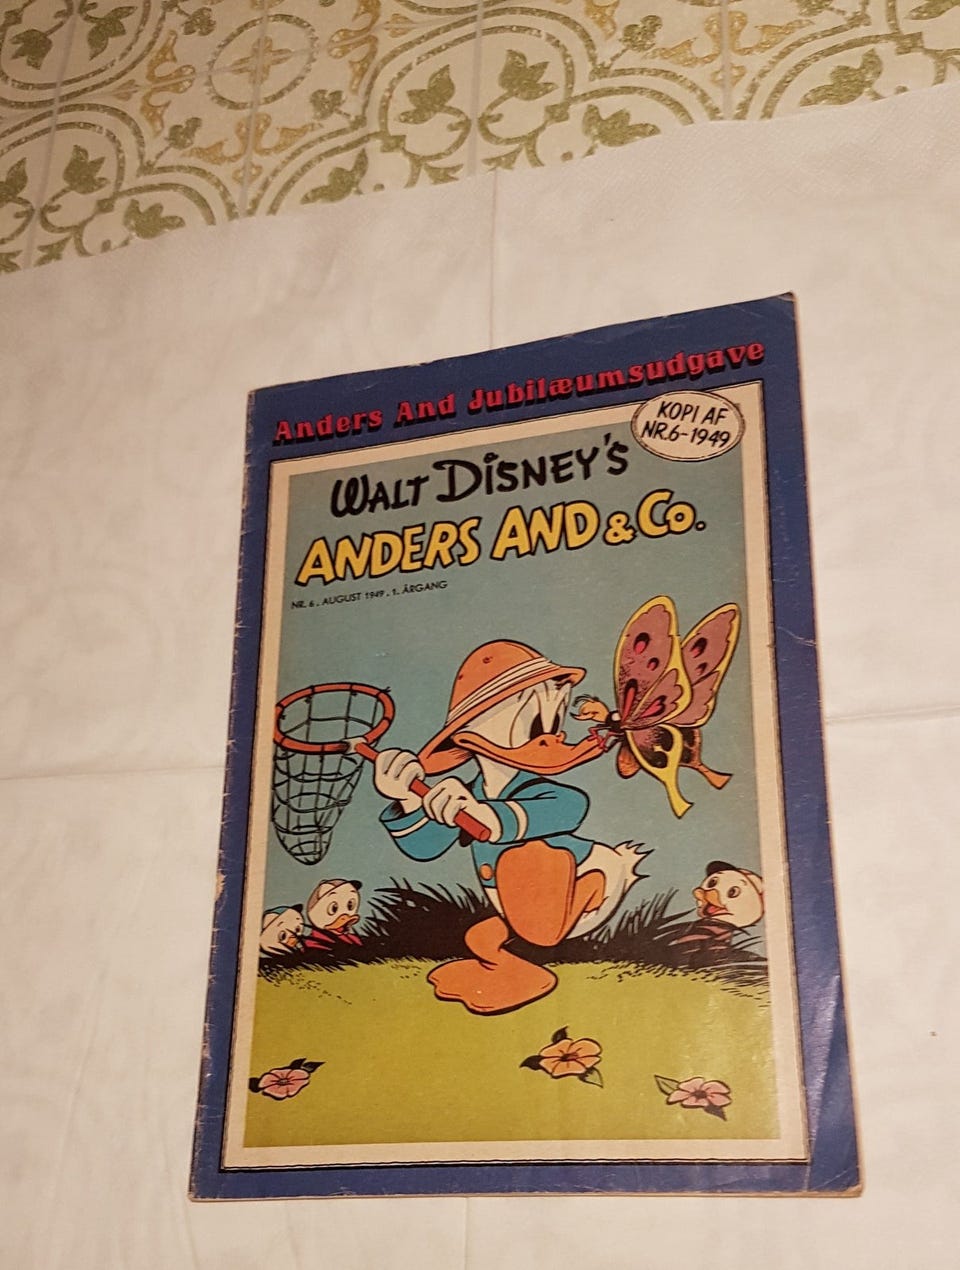 Anders And Jubilæumsudgave
KOPI AF
NR.6-1949
WALT DISNEY'S
ANDERS AND & Co.
NR. 6 . AUGUST 1949 . 1. ÅRGANG